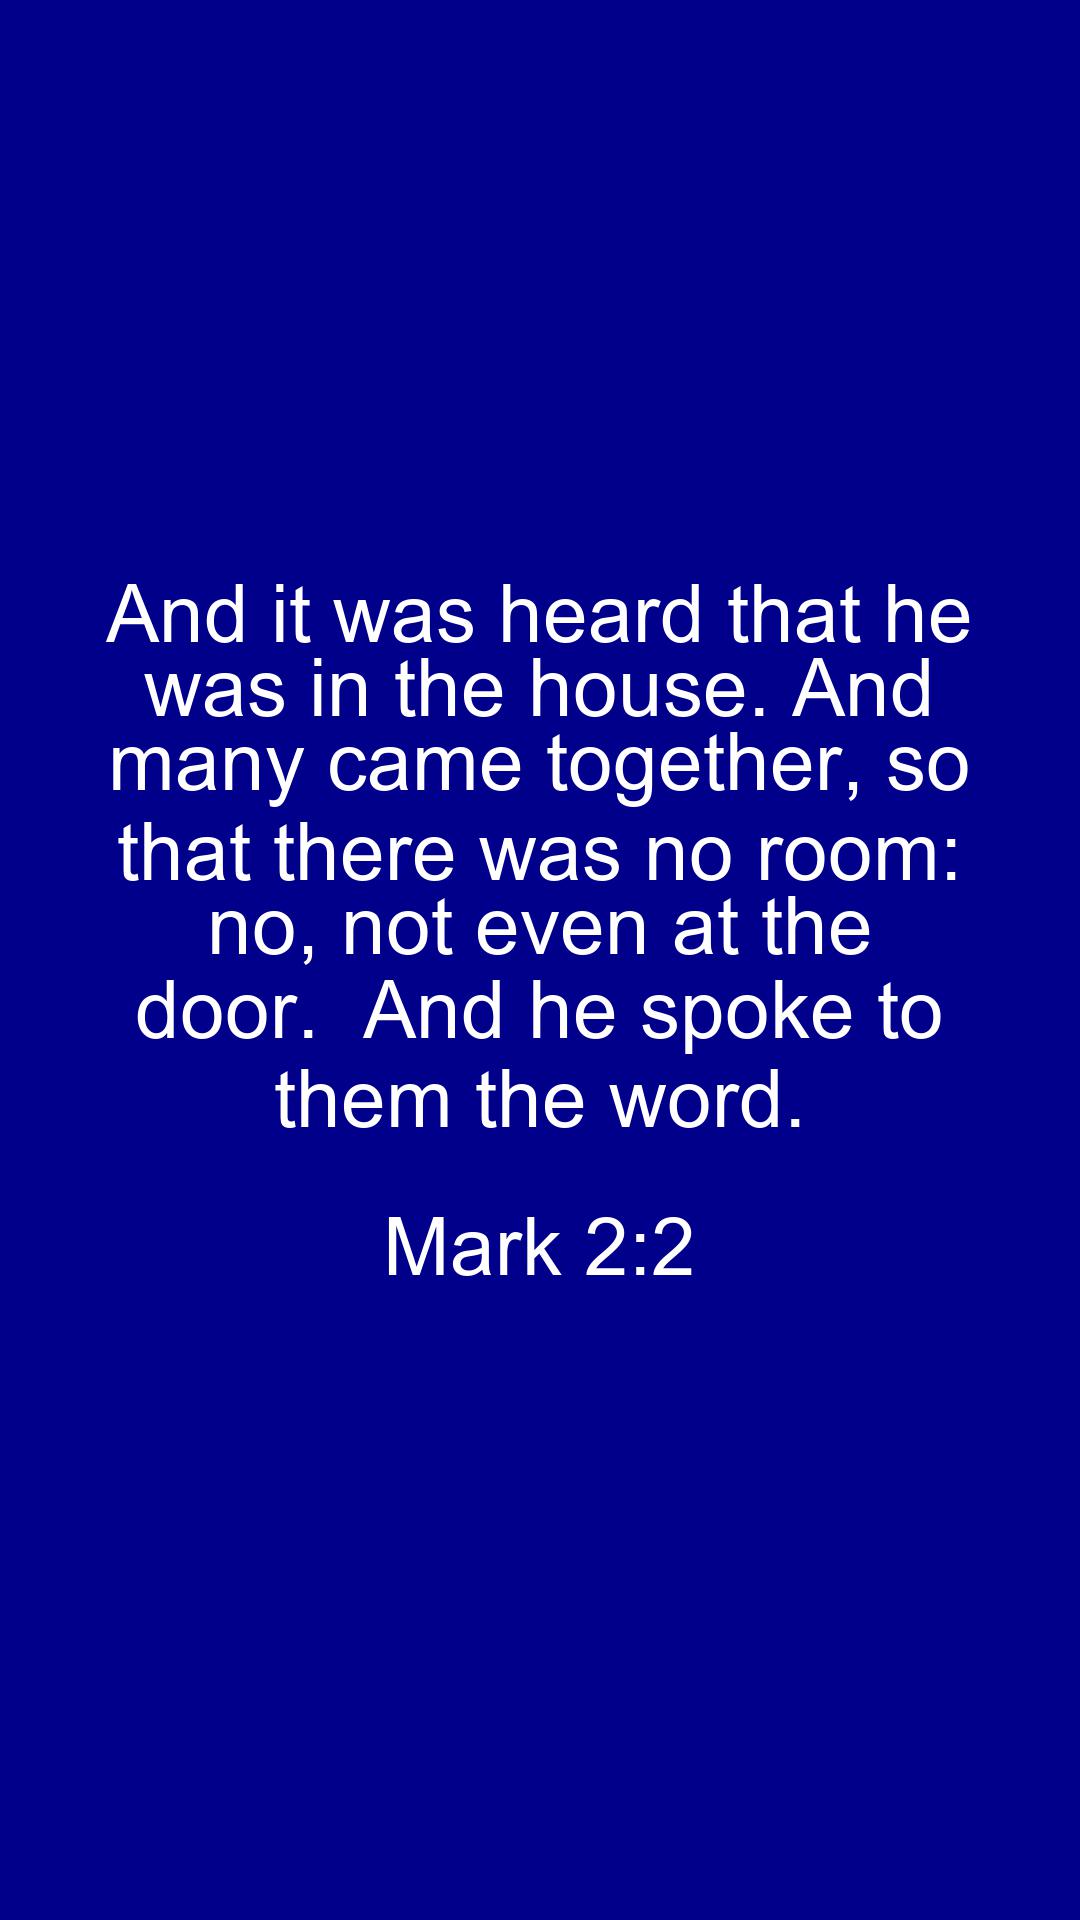 And it was heard that he
was in the house. And
many came together, so
that there was no room:
no, not even at the
door.  And he spoke to
them the word.
Mark 2:2